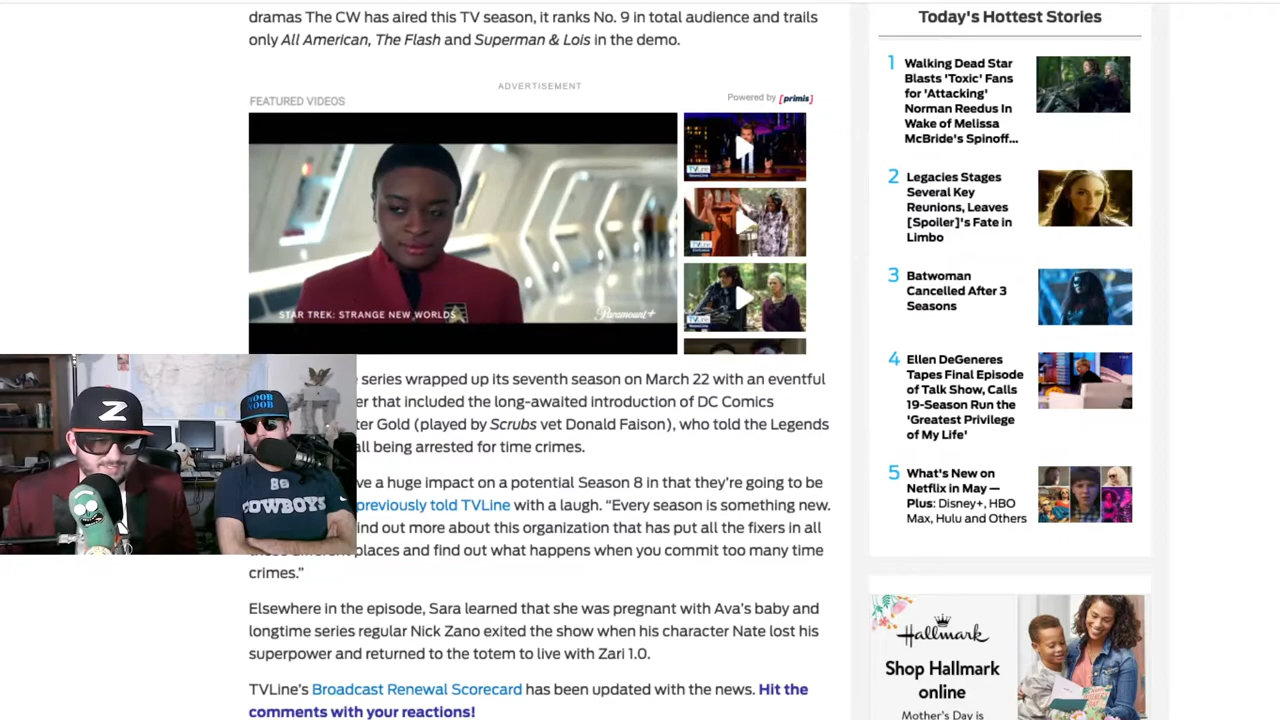 dramas The CW has aired this TV season, it ranks No. 9 in total audience and trails
only All American, The Flash and Superman & Lois in the demo.
ADVERTISEMENT
FEATURED VIDEOS
Powered by [primis]
STAR TREK: STRANGE NEW WORLDS
Paramount+
TVLine
TVLine
TVLine
Z
NOOB
NOOB
COWBOYS
series wrapped up its seventh season on March 22 with an eventful
that included the long-awaited introduction of DC Comics
Gold (played by Scrubs vet Donald Faison), who told the Legends
all being arrested for time crimes.
a huge impact on a potential Season 8 in that they're going to be
previously told TVLine with a laugh. “Every season is something new.
find out more about this organization that has put all the fixers in all
places and find out what happens when you commit too many time
crimes.”
Elsewhere in the episode, Sara learned that she was pregnant with Ava's baby and
longtime series regular Nick Zano exited the show when his character Nate lost his
superpower and returned to the totem to live with Zari 1.0.
TVLine's Broadcast Renewal Scorecard has been updated with the news. Hit the
comments with your reactions!
Today's Hottest Stories
1 Walking Dead Star
Blasts 'Toxic' Fans
for 'Attacking'
Norman Reedus In
Wake of Melissa
McBride's Spinoff...
2 Legacies Stages
Several Key
Reunions, Leaves
[Spoiler]'s Fate in
Limbo
3 Batwoman
Cancelled After 3
Seasons
4 Ellen DeGeneres
Tapes Final Episode
of Talk Show, Calls
19-Season Run the
'Greatest Privilege
of My Life'
5 What's New on
Netflix in May —
Plus: Disney+, HBO
Max, Hulu and Others
Hallmark
Shop Hallmark
online
Mother's Day is